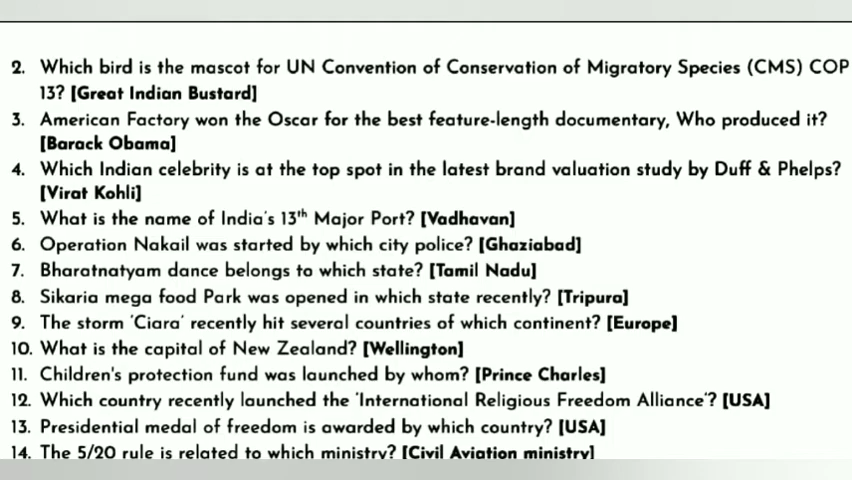 2. Which bird is the mascot for UN Convention of Conservation of Migratory Species (CMS) COP
13? [Great Indian Bustard]
3. American Factory won the Oscar for the best feature-length documentary, Who produced it?
[Barack Obama]
4. Which Indian celebrity is at the top spot in the latest brand valuation study by Duff & Phelps?
[Virat Kohli]
5. What is the name of India's 13th Major Port? [Vadhavan]
6. Operation Nakail was started by which city police? [Ghaziabad]
7. Bharatnatyam dance belongs to which state? [Tamil Nadu]
8. Sikaria mega food Park was opened in which state recently? [Tripura]
9. The storm 'Ciara' recently hit several countries of which continent? [Europe]
10. What is the capital of New Zealand? [Wellington]
11. Children's protection fund was launched by whom? [Prince Charles]
12. Which country recently launched the 'International Religious Freedom Alliance'? [USA]
13. Presidential medal of freedom is awarded by which country? [USA]
14. The 5/20 rule is related to which ministry? [Civil Aviation ministry]